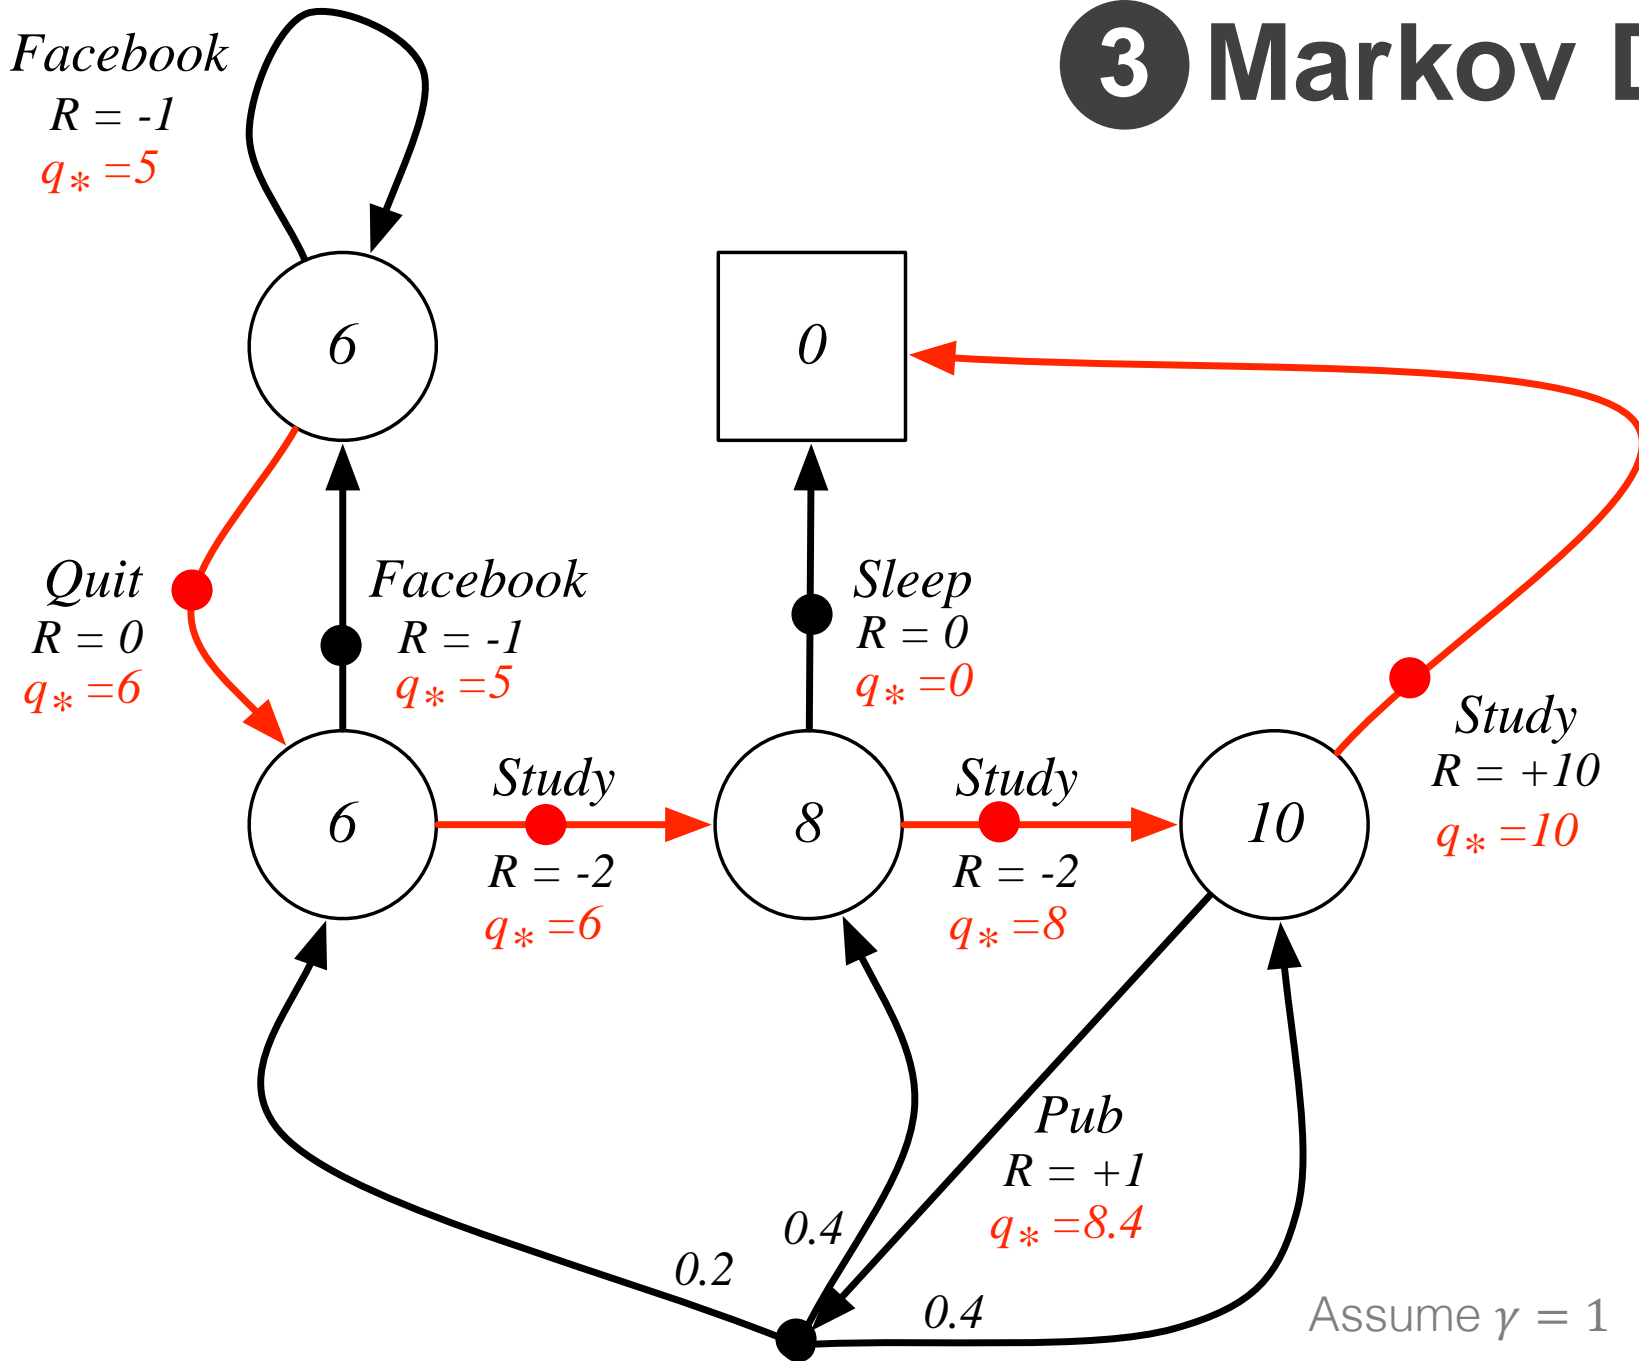 3 Markov D
Facebook
R = -1
q* =5
6
0
Quit
R = 0
q* =6
Facebook
R = -1
q* =5
Sleep
R = 0
q* =0
Study
R = +10
q* =10
6
Study
R = -2
q* =6
8
Study
R = -2
q* =8
10
Pub
R = +1
q* =8.4
0.2
0.4
0.4
Assume γ = 1